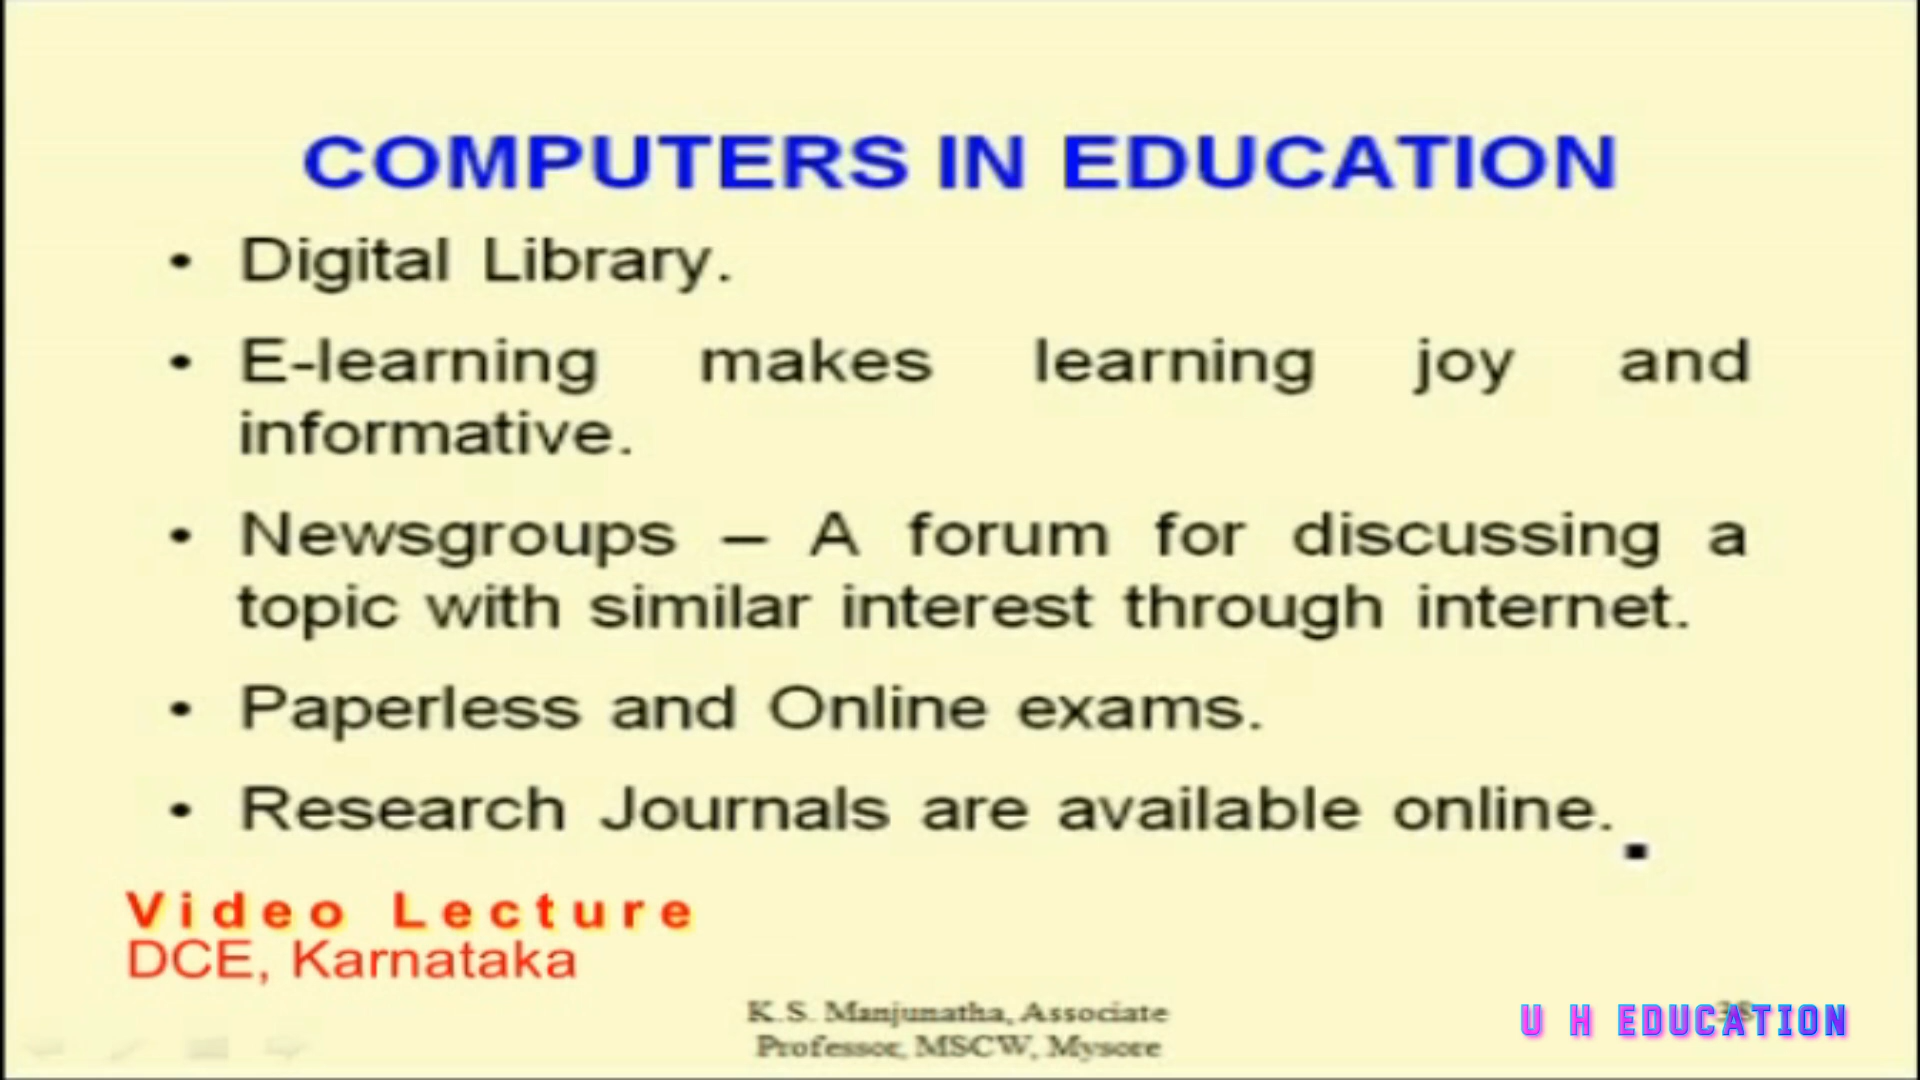 COMPUTERS IN EDUCATION
• Digital Library.
• E-learning makes learning joy and
informative.
• Newsgroups – A forum for discussing a
topic with similar interest through internet.
• Paperless and Online exams.
• Research Journals are available online.
Video Lecture
DCE, Karnataka
K.S. Manjunatha, Associate
Professor, MSCW, Mysore
U H EDUCATION